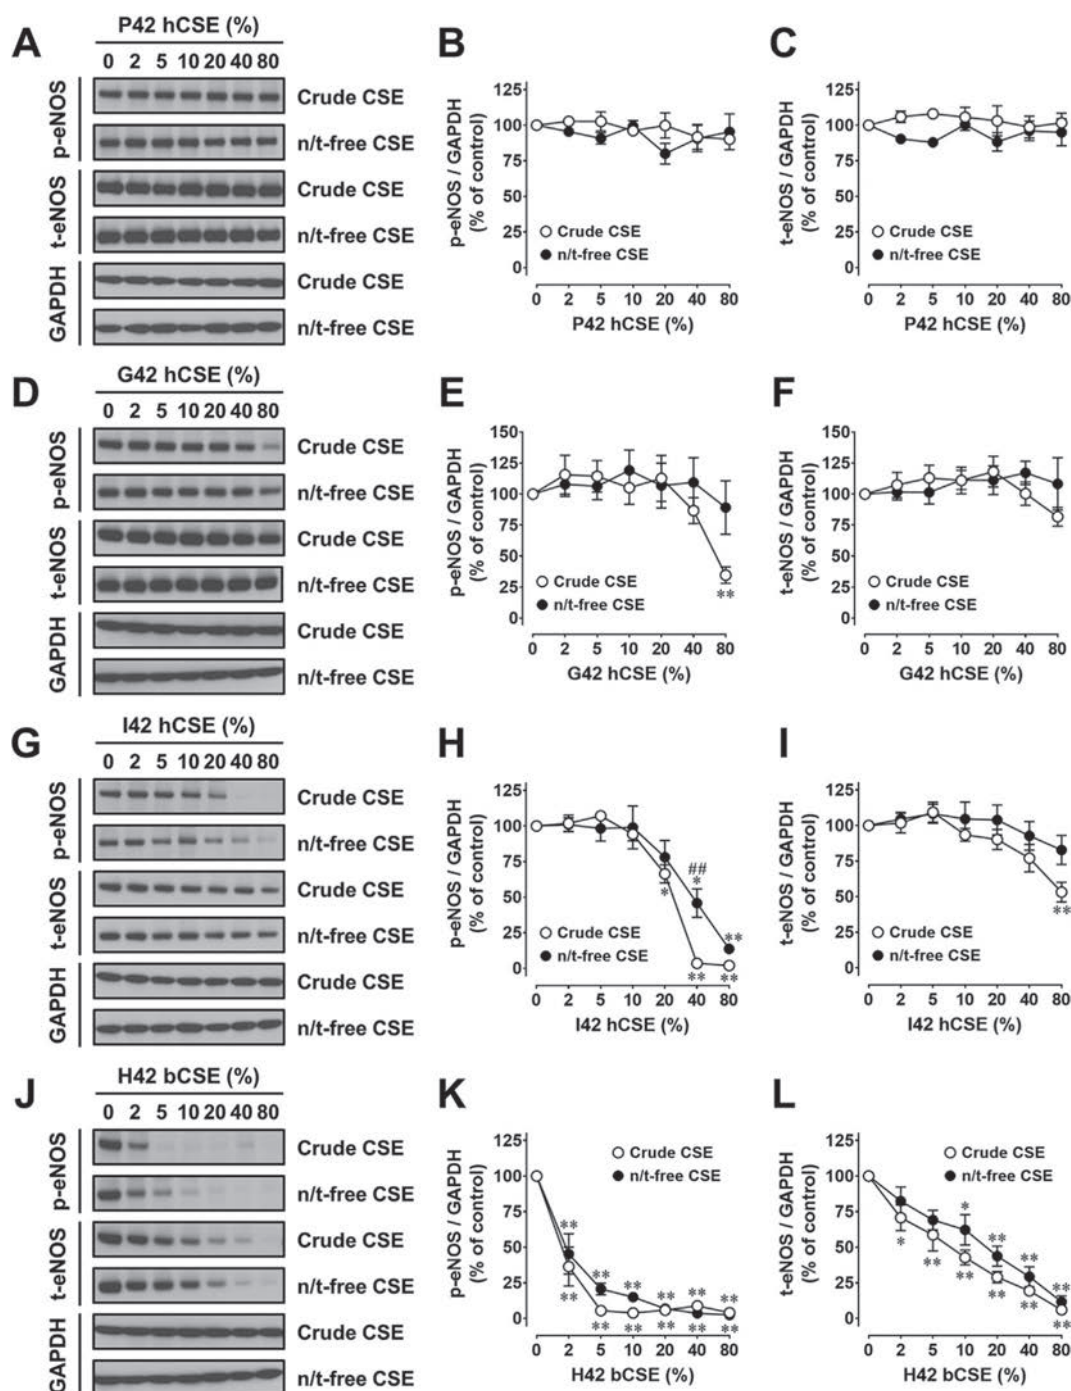 A
P42 hCSE (%)
0 2 5 10 20 40 80
p-eNOS
Crude CSE
n/t-free CSE
t-eNOS
Crude CSE
n/t-free CSE
GAPDH
Crude CSE
n/t-free CSE
B
p-eNOS / GAPDH
(% of control)
125
100
75
50
25
0
Crude CSE
n/t-free CSE
0 2 5 10 20 40 80
P42 hCSE (%)
C
t-eNOS / GAPDH
(% of control)
125
100
75
50
25
0
Crude CSE
n/t-free CSE
0 2 5 10 20 40 80
P42 hCSE (%)
D
G42 hCSE (%)
0 2 5 10 20 40 80
p-eNOS
Crude CSE
n/t-free CSE
t-eNOS
Crude CSE
n/t-free CSE
GAPDH
Crude CSE
n/t-free CSE
E
p-eNOS / GAPDH
(% of control)
150
125
100
75
50
25
0
Crude CSE
n/t-free CSE
**
0 2 5 10 20 40 80
G42 hCSE (%)
F
t-eNOS / GAPDH
(% of control)
150
125
100
75
50
25
0
Crude CSE
n/t-free CSE
0 2 5 10 20 40 80
G42 hCSE (%)
G
I42 hCSE (%)
0 2 5 10 20 40 80
p-eNOS
Crude CSE
n/t-free CSE
t-eNOS
Crude CSE
n/t-free CSE
GAPDH
Crude CSE
n/t-free CSE
H
p-eNOS / GAPDH
(% of control)
125
100
75
50
25
0
##
*
*
**
** **
Crude CSE
n/t-free CSE
0 2 5 10 20 40 80
I42 hCSE (%)
I
t-eNOS / GAPDH
(% of control)
125
100
75
50
25
0
**
Crude CSE
n/t-free CSE
0 2 5 10 20 40 80
I42 hCSE (%)
J
H42 bCSE (%)
0 2 5 10 20 40 80
p-eNOS
Crude CSE
n/t-free CSE
t-eNOS
Crude CSE
n/t-free CSE
GAPDH
Crude CSE
n/t-free CSE
K
p-eNOS / GAPDH
(% of control)
125
100
75
50
25
0
Crude CSE
n/t-free CSE
** ** ** ** ** **
** ** ** ** ** **
0 2 5 10 20 40 80
H42 bCSE (%)
L
t-eNOS / GAPDH
(% of control)
125
100
75
50
25
0
Crude CSE
n/t-free CSE
* ** ** **
* ** ** ** ** **
0 2 5 10 20 40 80
H42 bCSE (%)